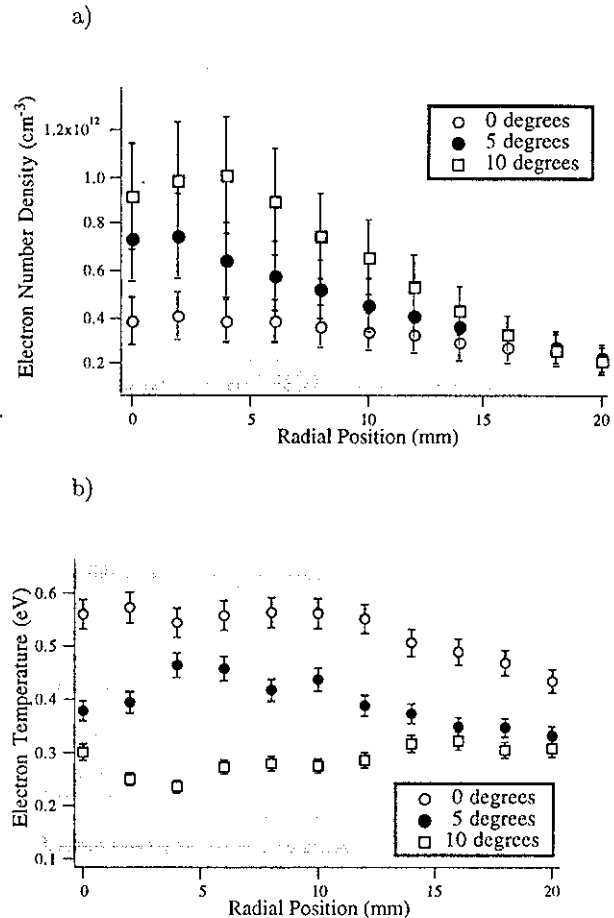 a)
Electron Number Density (cm-3)
1.2x10^12
1.0
0.8
0.6
0.4
0.2
0 degrees
5 degrees
10 degrees
0 5 10 15 20
Radial Position (mm)
b)
Electron Temperature (eV)
0.6
0.5
0.4
0.3
0.2
0.1
0 degrees
5 degrees
10 degrees
0 5 10 15 20
Radial Position (mm)